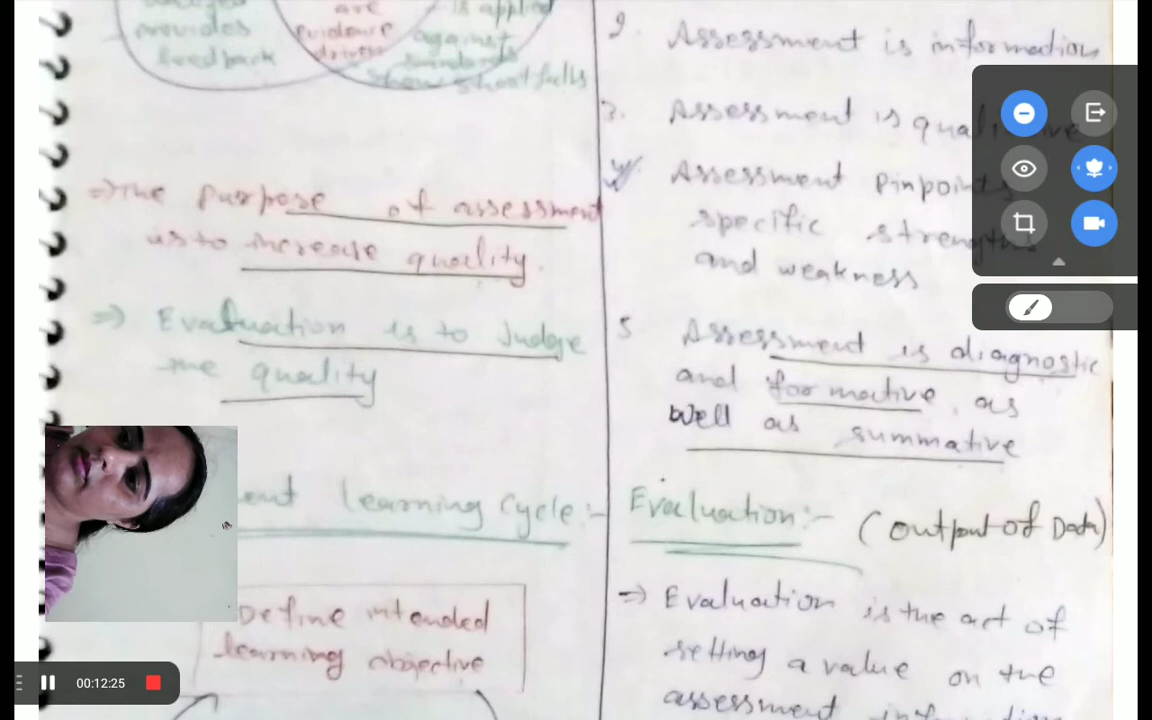 provides
feedback
are
evidence
driven
is applied
against
standards
show shortfalls
=> The Purpose of assessment
is to increase quality.
=> Evaluation is to Judge
the quality
ent learning Cycle:-
Define intended
learning objective
2. Assessment is information
3. Assessment is
4. Assessment Pinpoints
specific strengths
and weakness
5 Assessment is diagnostic
and formative, as
well as summative
Evaluation:- (Output of Data)
=> Evaluation is the act of
setting a value on the
assessment
00:12:25